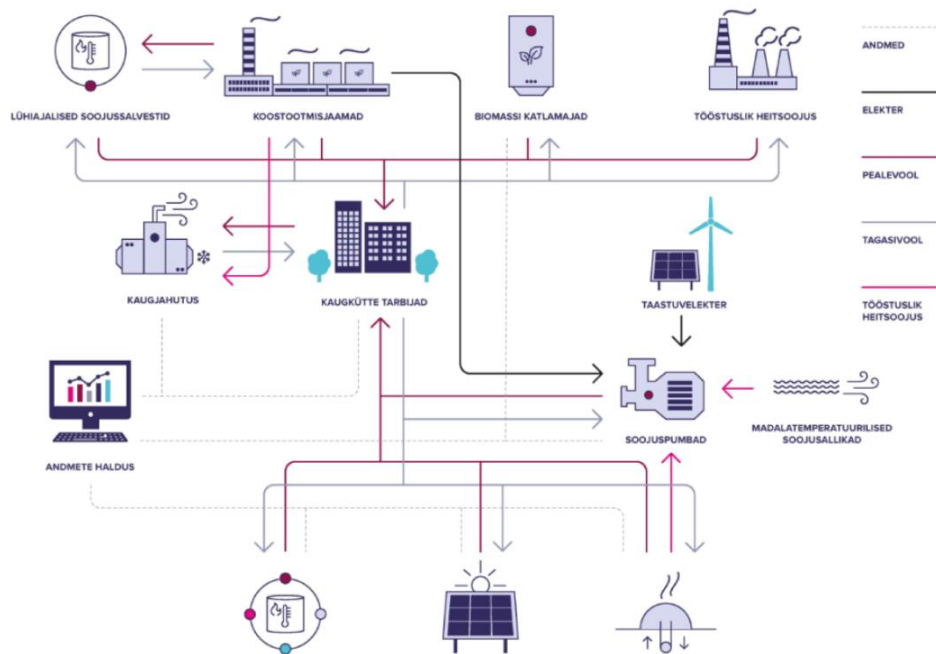 ANDMED
ELEKTER
LÜHIAJALISED SOOJUSSALVESTID
KOOSTOOTMISJAAMAD
BIOMASSI KATLAMAJAD
TÖÖSTUSLIK HEITSOOJUS
PEALEVOOL
TAGASIVOOL
KAUGJAHUTUS
KAUGKÜTTE TARBIJAD
TAASTUVELEKTER
TÖÖSTUSLIK
HEITSOOJUS
ANDMETE HALDUS
SOOJUSPUMBAD
MADALATEMPERATUURILISED
SOOJUSALLIKAD